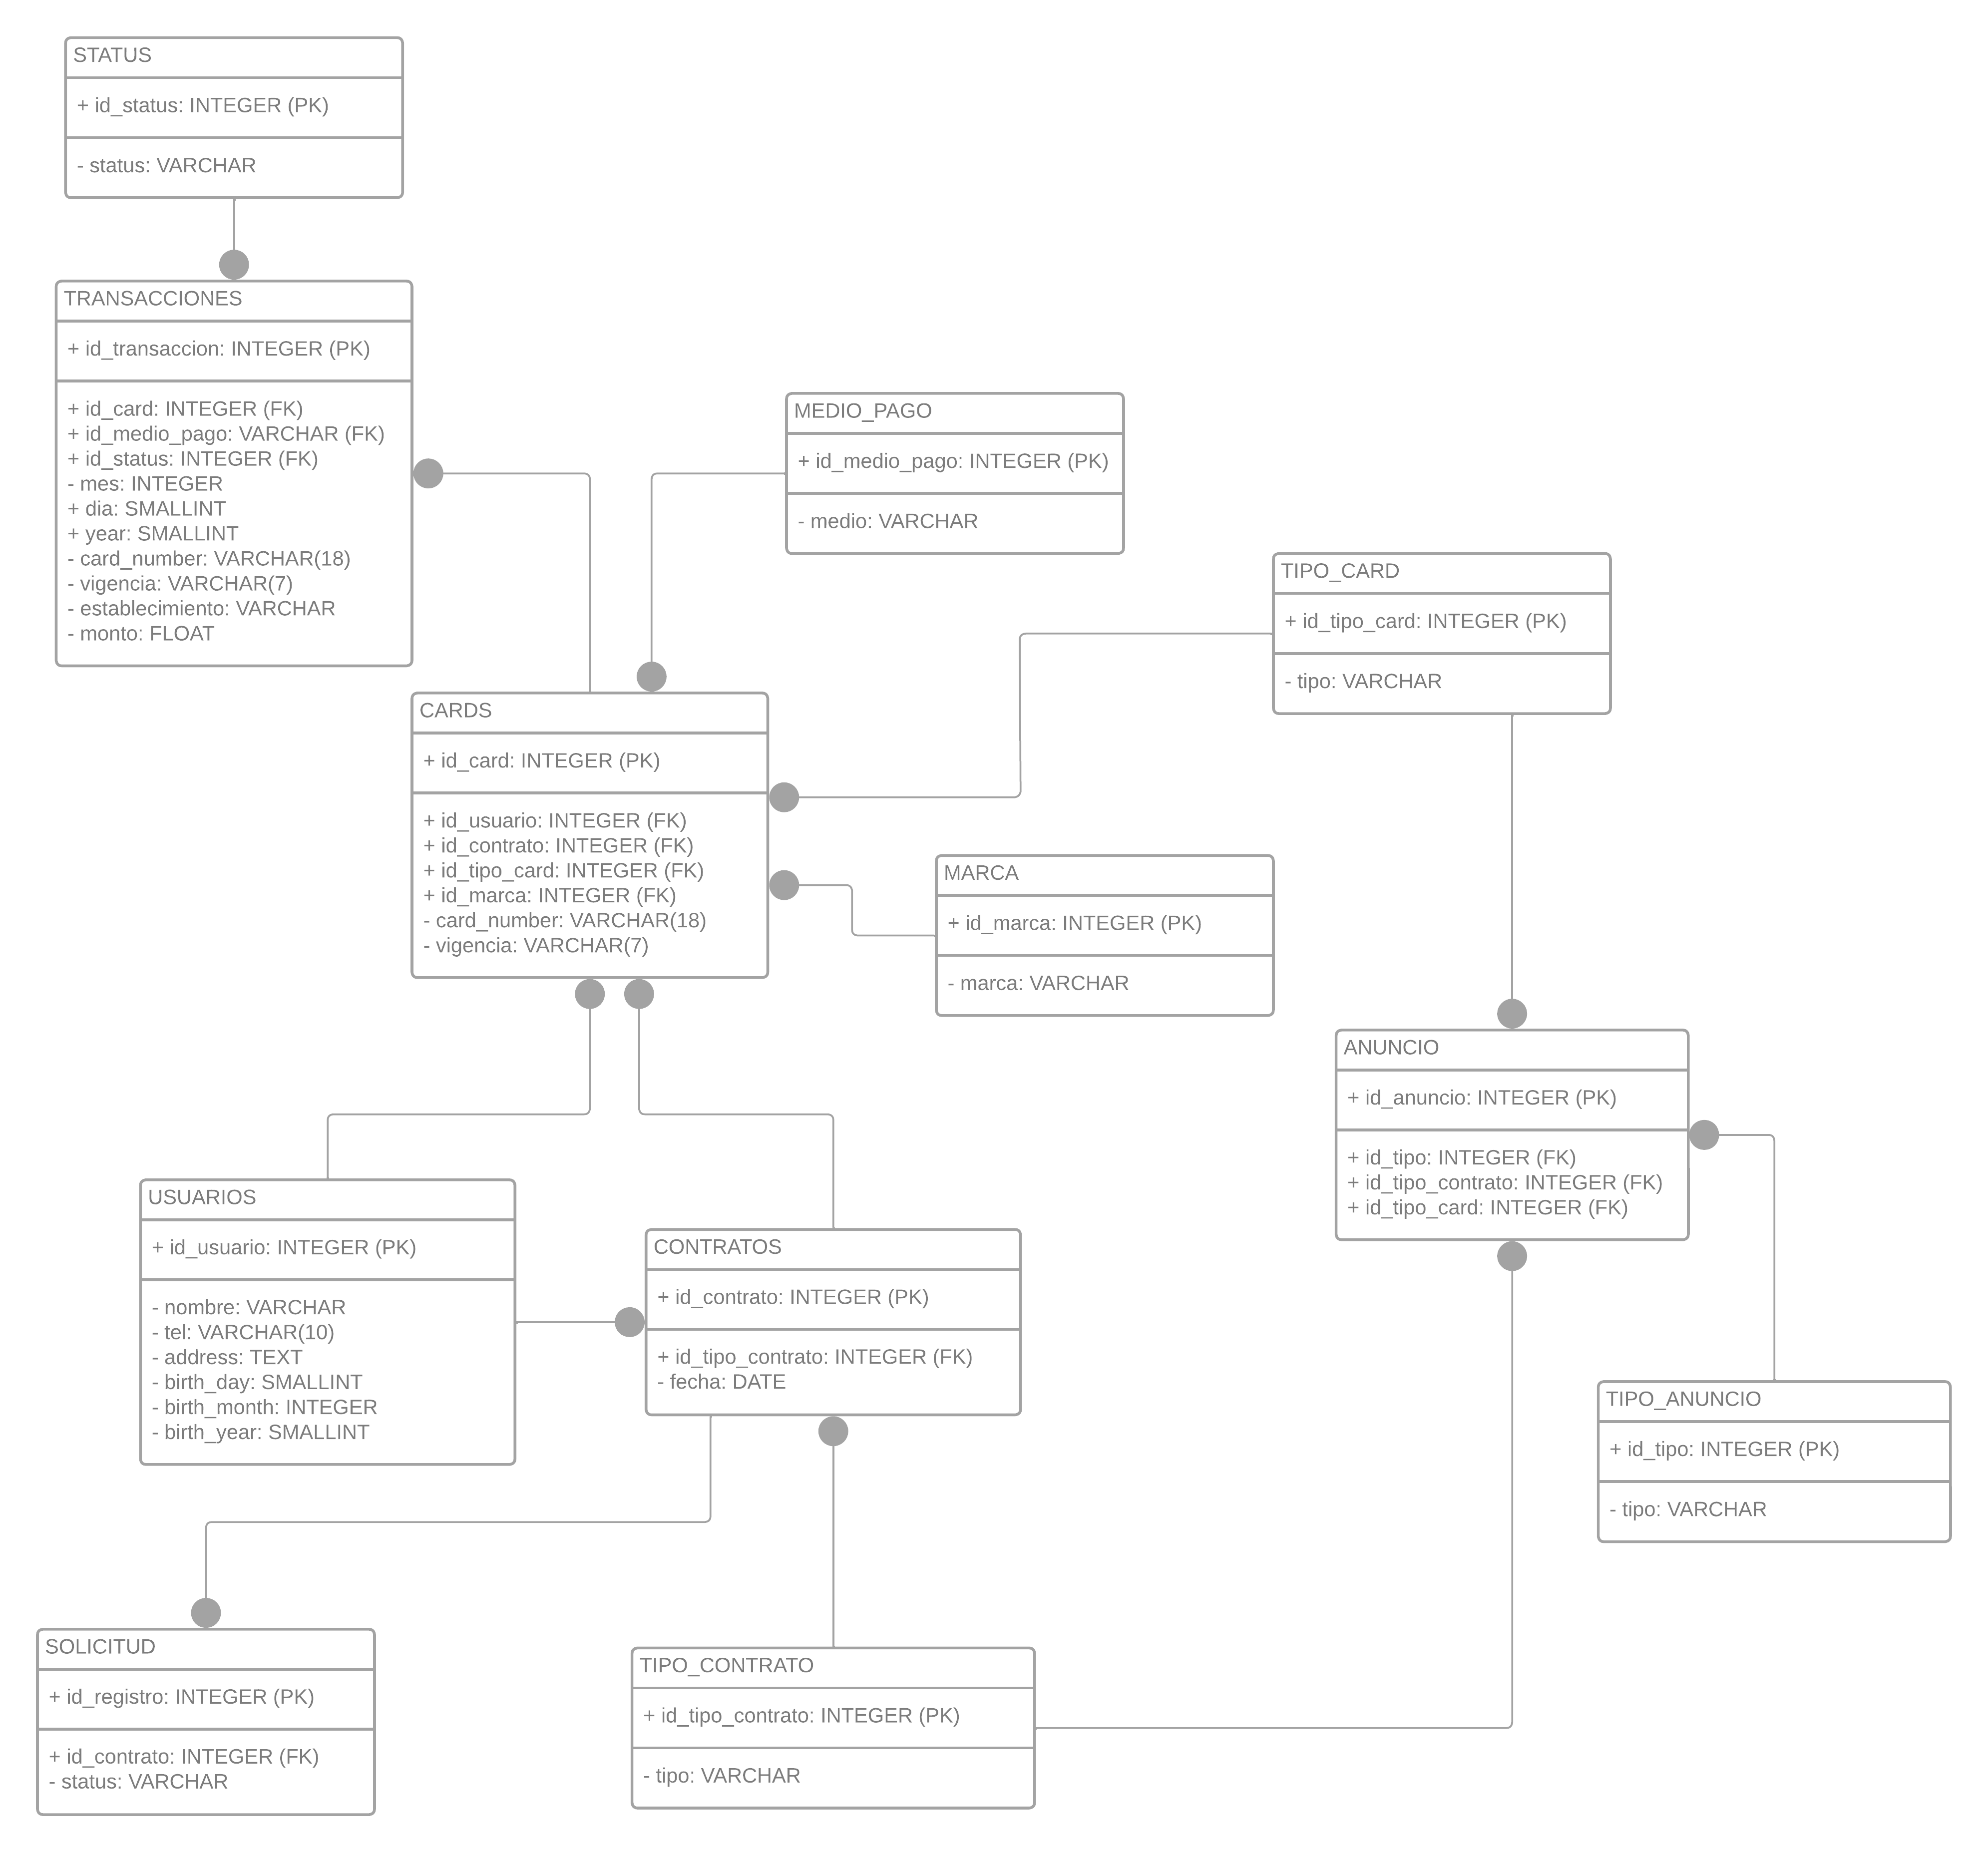 STATUS
+ id_status: INTEGER (PK)
- status: VARCHAR
TRANSACCIONES
+ id_transaccion: INTEGER (PK)
+ id_card: INTEGER (FK)
+ id_medio_pago: VARCHAR (FK)
+ id_status: INTEGER (FK)
- mes: INTEGER
+ dia: SMALLINT
+ year: SMALLINT
- card_number: VARCHAR(18)
- vigencia: VARCHAR(7)
- establecimiento: VARCHAR
- monto: FLOAT
MEDIO_PAGO
+ id_medio_pago: INTEGER (PK)
- medio: VARCHAR
TIPO_CARD
+ id_tipo_card: INTEGER (PK)
- tipo: VARCHAR
CARDS
+ id_card: INTEGER (PK)
+ id_usuario: INTEGER (FK)
+ id_contrato: INTEGER (FK)
+ id_tipo_card: INTEGER (FK)
+ id_marca: INTEGER (FK)
- card_number: VARCHAR(18)
- vigencia: VARCHAR(7)
MARCA
+ id_marca: INTEGER (PK)
- marca: VARCHAR
ANUNCIO
+ id_anuncio: INTEGER (PK)
+ id_tipo: INTEGER (FK)
+ id_tipo_contrato: INTEGER (FK)
+ id_tipo_card: INTEGER (FK)
USUARIOS
+ id_usuario: INTEGER (PK)
- nombre: VARCHAR
- tel: VARCHAR(10)
- address: TEXT
- birth_day: SMALLINT
- birth_month: INTEGER
- birth_year: SMALLINT
CONTRATOS
+ id_contrato: INTEGER (PK)
+ id_tipo_contrato: INTEGER (FK)
- fecha: DATE
TIPO_ANUNCIO
+ id_tipo: INTEGER (PK)
- tipo: VARCHAR
SOLICITUD
+ id_registro: INTEGER (PK)
+ id_contrato: INTEGER (FK)
- status: VARCHAR
TIPO_CONTRATO
+ id_tipo_contrato: INTEGER (PK)
- tipo: VARCHAR